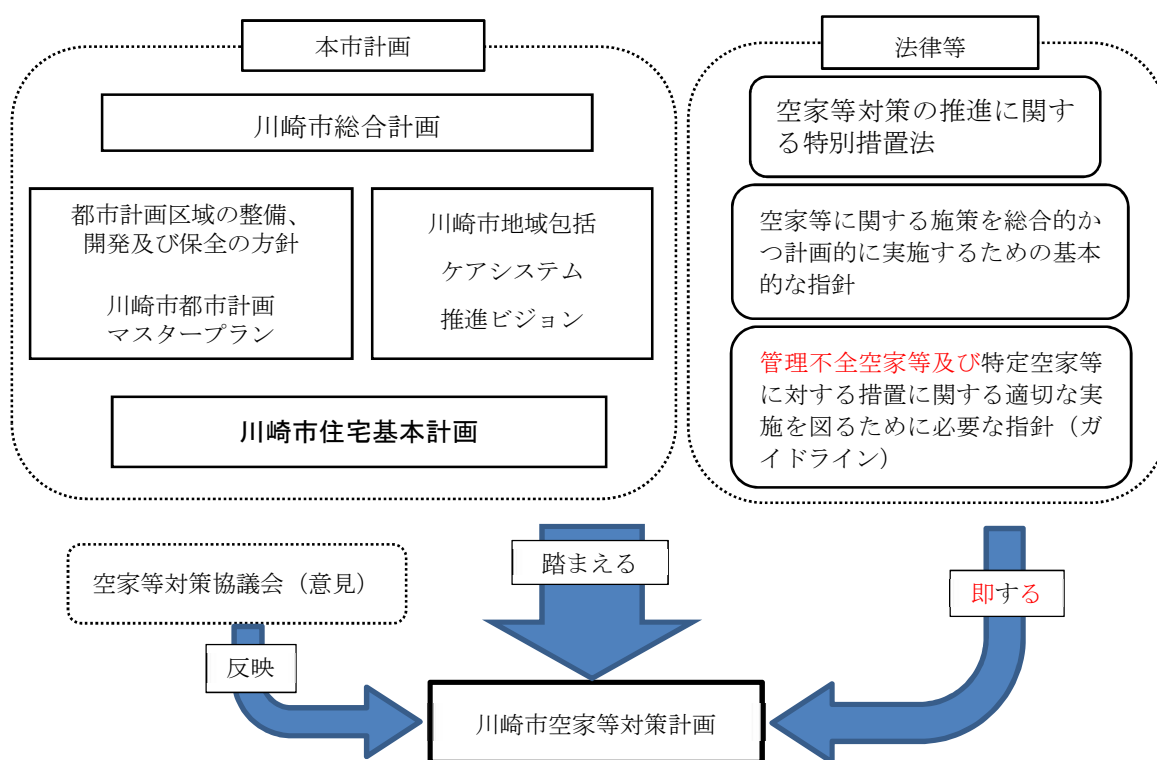 本市計画
川崎市総合計画
都市計画区域の整備、
開発及び保全の方針
川崎市都市計画
マスタープラン
川崎市地域包括
ケアシステム
推進ビジョン
川崎市住宅基本計画
法律等
空家等対策の推進に関す
る特別措置法
空家等に関する施策を総合的か
つ計画的に実施するための基本
的な指針
管理不全空家等及び特定空家等
に対する措置に関する適切な実
施を図るために必要な指針（ガ
イドライン）
空家等対策協議会（意見）
踏まえる
即する
反映
川崎市空家等対策計画